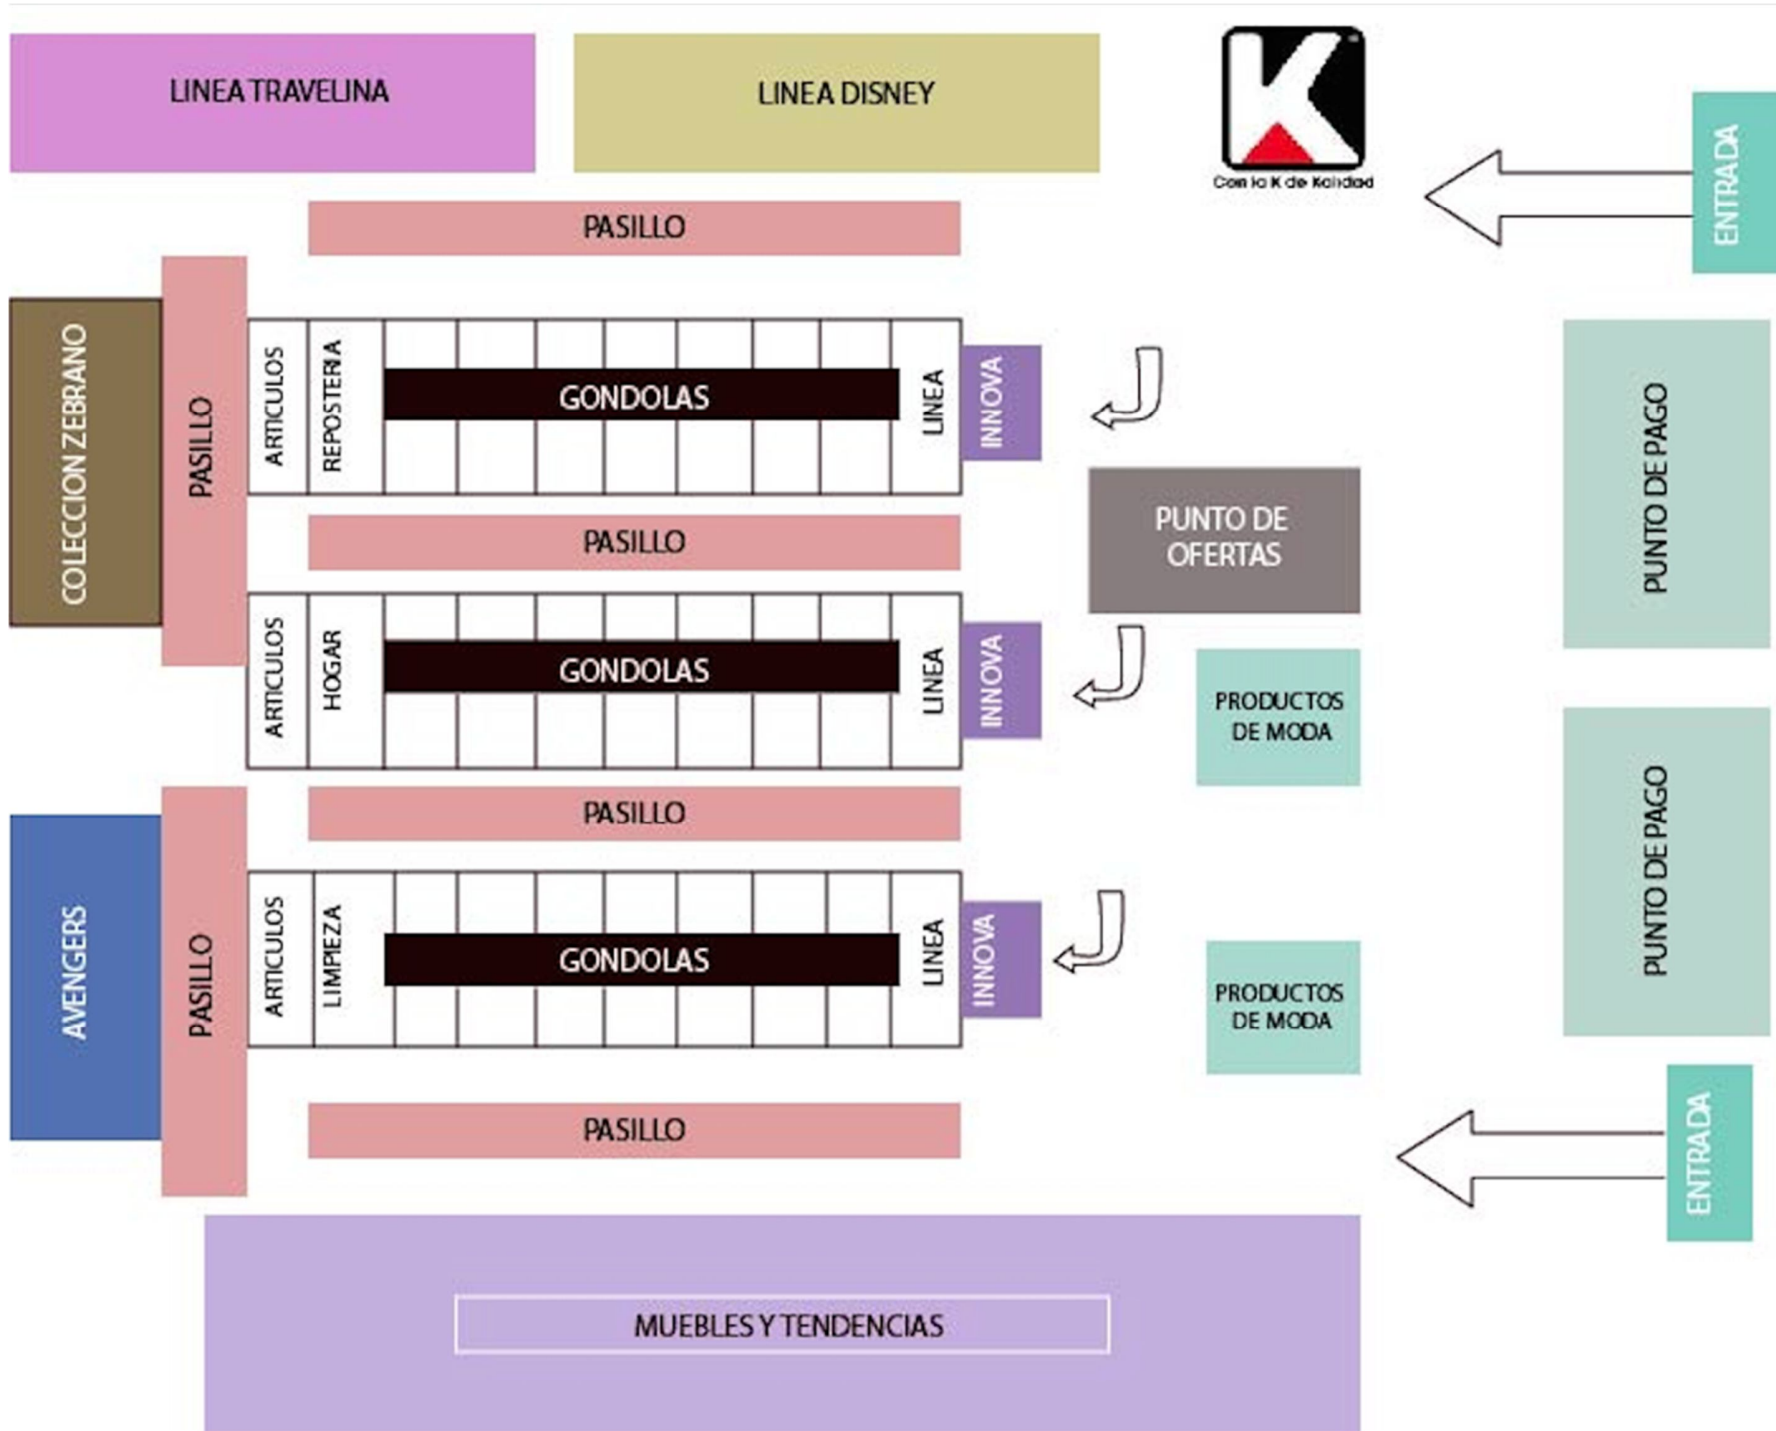 LINEA TRAVELINA
LINEA DISNEY
K
Con la K de Kalidad
ENTRADA
PASILLO
COLECCION ZEBRANO
PASILLO
ARTICULOS
REPOSTERIA
GONDOLAS
LINEA
INNOVA
PUNTO DE PAGO
PASILLO
PUNTO DE
OFERTAS
ARTICULOS
HOGAR
GONDOLAS
LINEA
INNOVA
PRODUCTOS
DE MODA
PASILLO
PUNTO DE PAGO
AVENGERS
PASILLO
ARTICULOS
LIMPIEZA
GONDOLAS
LINEA
INNOVA
PRODUCTOS
DE MODA
PASILLO
ENTRADA
MUEBLES Y TENDENCIAS